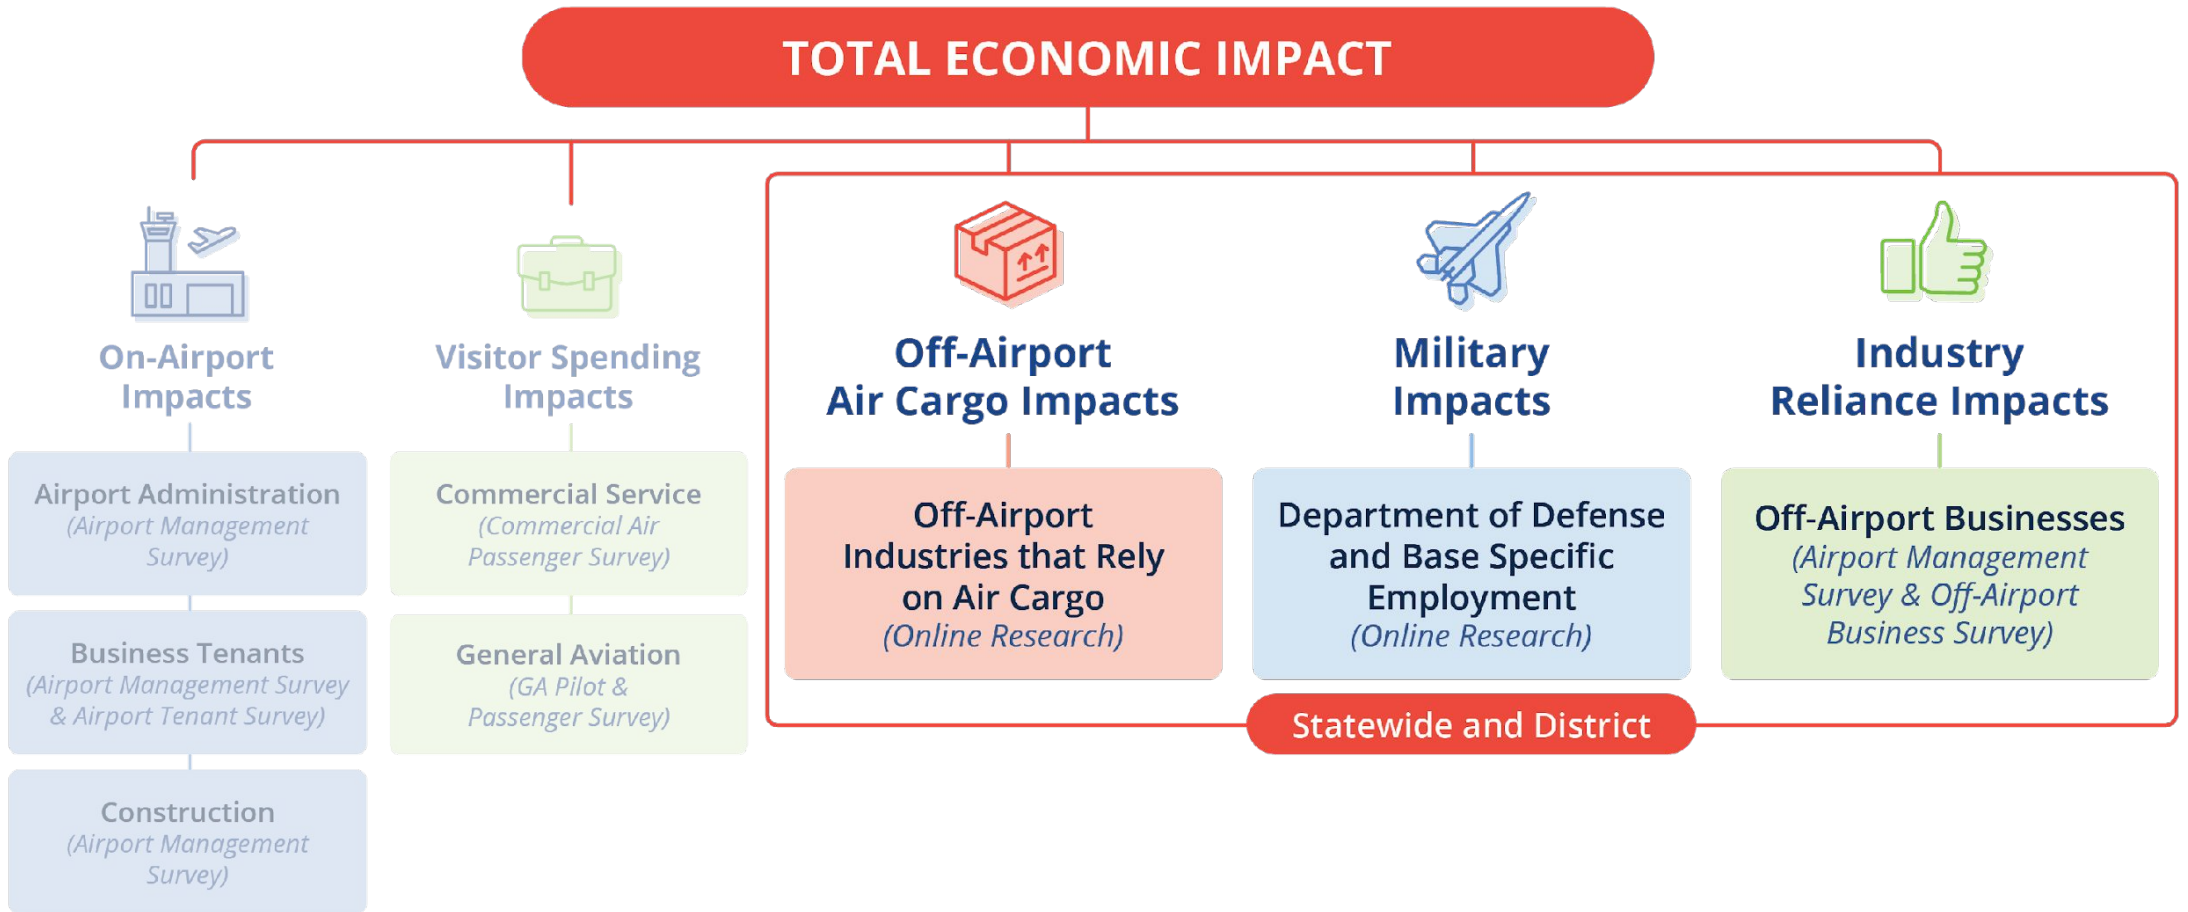 TOTAL ECONOMIC IMPACT
On-Airport
Impacts
Airport Administration
(Airport Management
Survey)
Business Tenants
(Airport Management Survey
& Airport Tenant Survey)
Construction
(Airport Management
Survey)
Visitor Spending
Impacts
Commercial Service
(Commercial Air
Passenger Survey)
General Aviation
(GA Pilot &
Passenger Survey)
Off-Airport
Air Cargo Impacts
Off-Airport
Industries that Rely
on Air Cargo
(Online Research)
Military
Impacts
Department of Defense
and Base Specific
Employment
(Online Research)
Industry
Reliance Impacts
Off-Airport Businesses
(Airport Management
Survey & Off-Airport
Business Survey)
Statewide and District